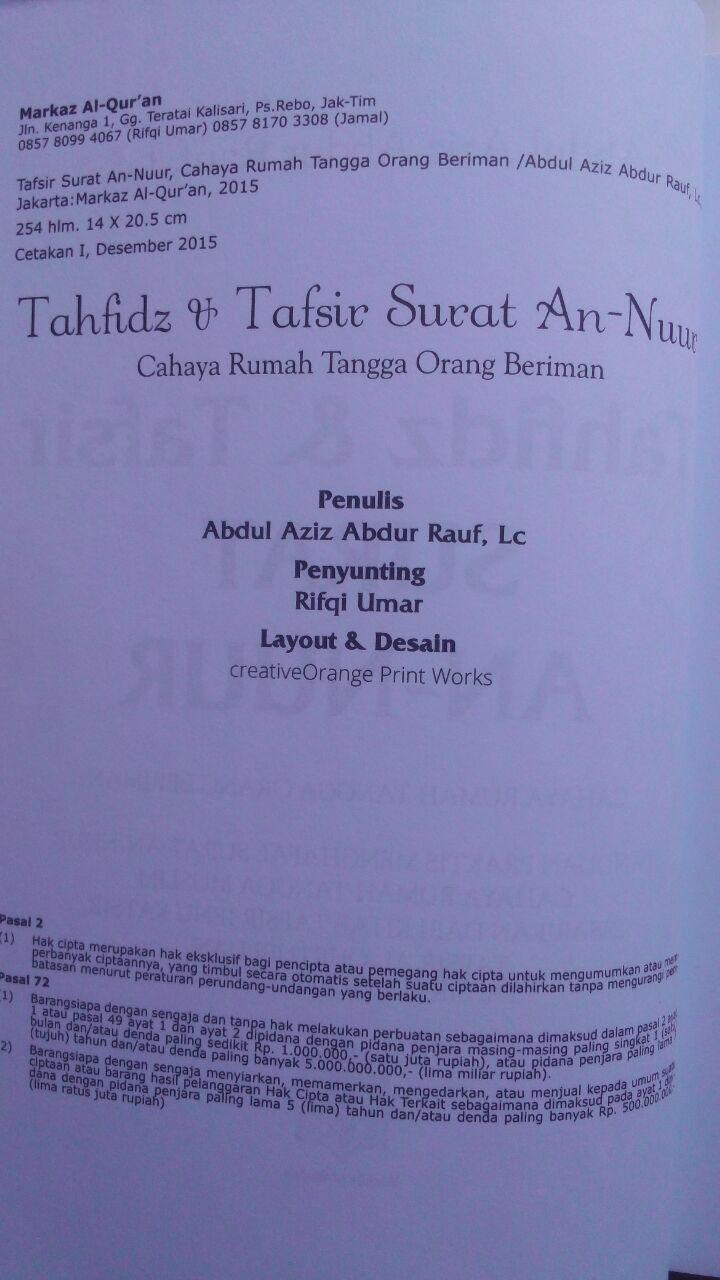 Markaz Al-Qur'an
Jln. Kenanga 1, Gg. Teratai Kalisari, Ps.Rebo, Jak-Tim
0857 8099 4067 (Rifqi Umar) 0857 8170 3308 (Jamal)
Tafsir Surat An-Nuur, Cahaya Rumah Tangga Orang Beriman /Abdul Aziz Abdur Rauf, Lc
Jakarta:Markaz Al-Qur'an, 2015
254 hlm. 14 X 20.5 cm
Cetakan I, Desember 2015
Tahfidz & Tafsir Surat An-Nuur
Cahaya Rumah Tangga Orang Beriman
Penulis
Abdul Aziz Abdur Rauf, Lc
Penyunting
Rifqi Umar
Layout & Desain
creativeOrange Print Works
Pasal 2
(1) Hak cipta merupakan hak eksklusif bagi pencipta atau pemegang hak cipta untuk mengumumkan atau
perbanyak ciptaannya, yang timbul secara otomatis setelah suatu ciptaan dilahirkan tanpa mengurangi
batasan menurut peraturan perundang-undangan yang berlaku.
Pasal 72
(1) Barangsiapa dengan sengaja dan tanpa hak melakukan perbuatan sebagaimana dimaksud dalam pasal 2
1 atau pasal 49 ayat 1 dan ayat 2 dipidana dengan pidana penjara masing-masing paling singkat 1
bulan dan/atau denda paling sedikit Rp. 1.000.000,- (satu juta rupiah), atau pidana penjara paling lama
(tujuh) tahun dan/atau denda paling banyak 5.000.000.000,- (lima miliar rupiah).
2) Barangsiapa dengan sengaja menyiarkan, memamerkan, mengedarkan, atau menjual kepada umum
ciptaan atau barang hasil pelanggaran Hak Cipta atau Hak Terkait sebagaimana dimaksud pada ayat 1
dana dengan pidana penjara paling lama 5 (lima) tahun dan/atau denda paling banyak Rp. 500.000.000,-
(lima ratus juta rupiah)